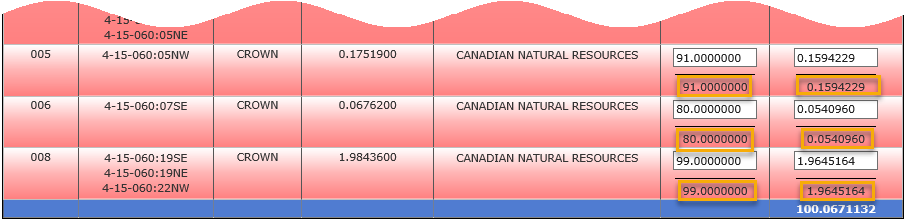 4-15-
4-15-060:05NE
005 4-15-060:05NW CROWN 0.1751900 CANADIAN NATURAL RESOURCES 91.0000000 0.1594229
91.0000000 0.1594229
006 4-15-060:07SE CROWN 0.0676200 CANADIAN NATURAL RESOURCES 80.0000000 0.0540960
80.0000000 0.0540960
008 4-15-060:19SE CROWN 1.9843600 CANADIAN NATURAL RESOURCES 99.0000000 1.9645164
4-15-060:19NE
4-15-060:22NW 99.0000000 1.9645164
100.0671132